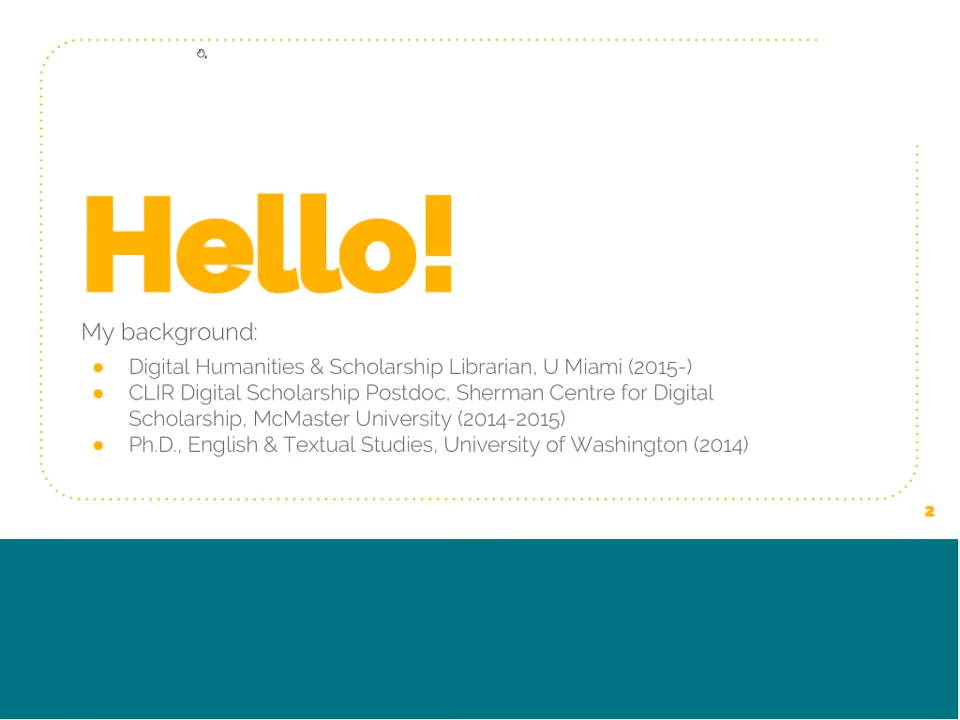 Hello!
My background:
● Digital Humanities & Scholarship Librarian, U Miami (2015-)
● CLIR Digital Scholarship Postdoc, Sherman Centre for Digital
Scholarship, McMaster University (2014-2015)
● Ph.D., English & Textual Studies, University of Washington (2014)
2